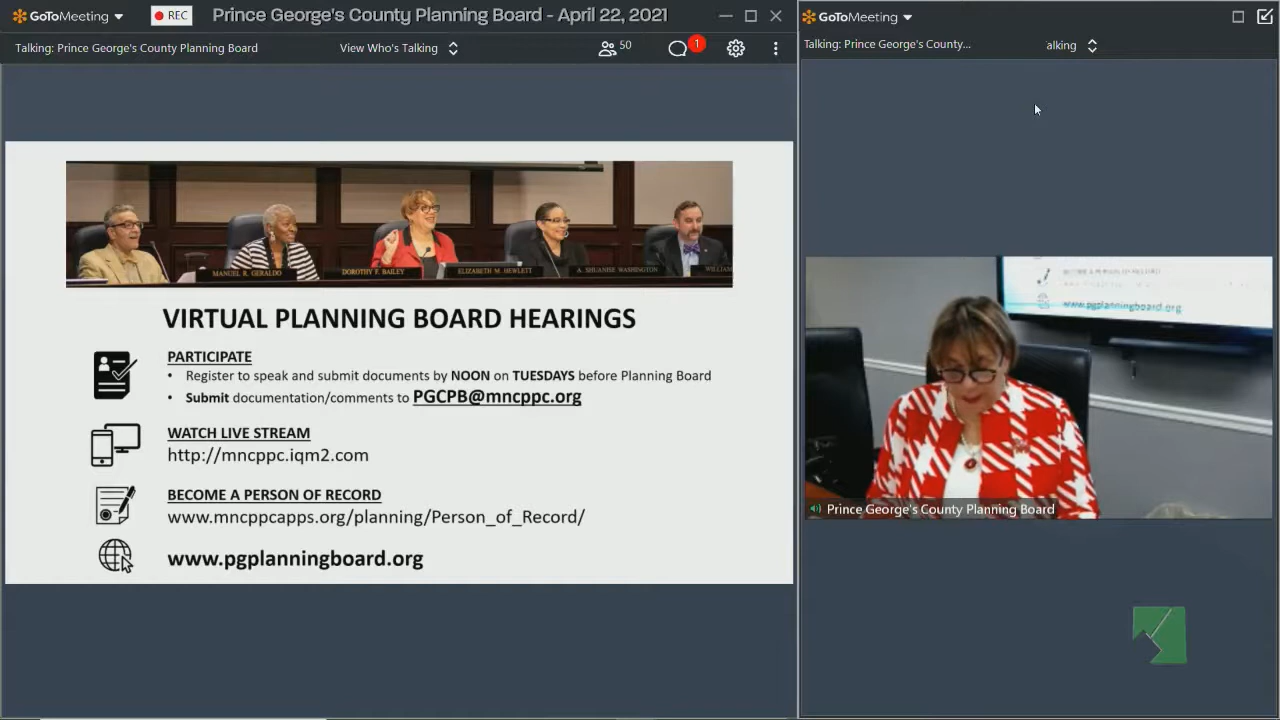 GoToMeeting
REC
Prince George's County Planning Board - April 22, 2021
Talking: Prince George's County Planning Board
View Who's Talking
50
1
MANUEL R. GERALDO
DOROTHY F. BAILEY
ELIZABETH M. HEWLETT
A. SHUANISE WASHINGTON
WILLIAM
VIRTUAL PLANNING BOARD HEARINGS
PARTICIPATE
• Register to speak and submit documents by NOON on TUESDAYS before Planning Board
• Submit documentation/comments to PGCPB@mncppc.org
WATCH LIVE STREAM
http://mncppc.iqm2.com
BECOME A PERSON OF RECORD
www.mncppcapps.org/planning/Person_of_Record/
www.pgplanningboard.org
GoToMeeting
Talking: Prince George's County...
alking
www.pgplanningboard.org
Prince George's County Planning Board